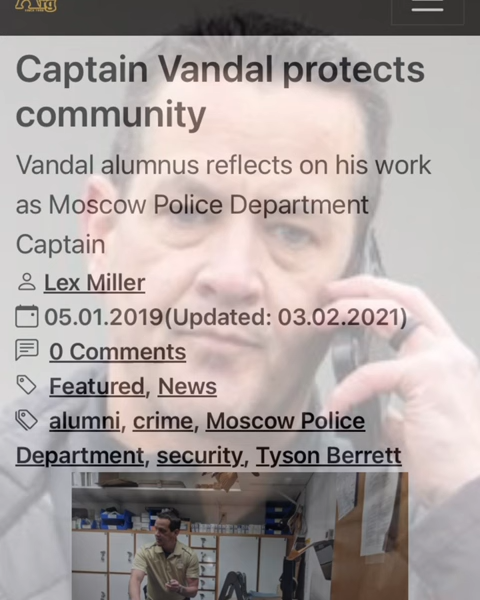 Arg
Captain Vandal protects
community
Vandal alumnus reflects on his work
as Moscow Police Department
Captain
Lex Miller
05.01.2019(Updated: 03.02.2021)
0 Comments
Featured, News
alumni, crime, Moscow Police
Department, security, Tyson Berrett